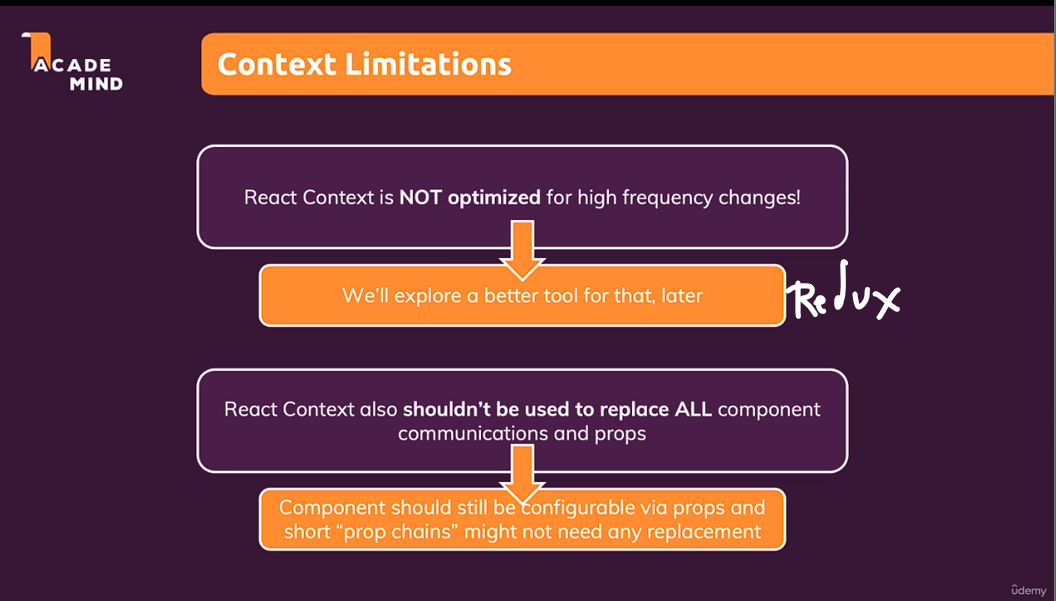 ACADE
MIND
Context Limitations
React Context is NOT optimized for high frequency changes!
We'll explore a better tool for that, later
Redux
React Context also shouldn't be used to replace ALL component
communications and props
Component should still be configurable via props and
short “prop chains” might not need any replacement
ûdemy